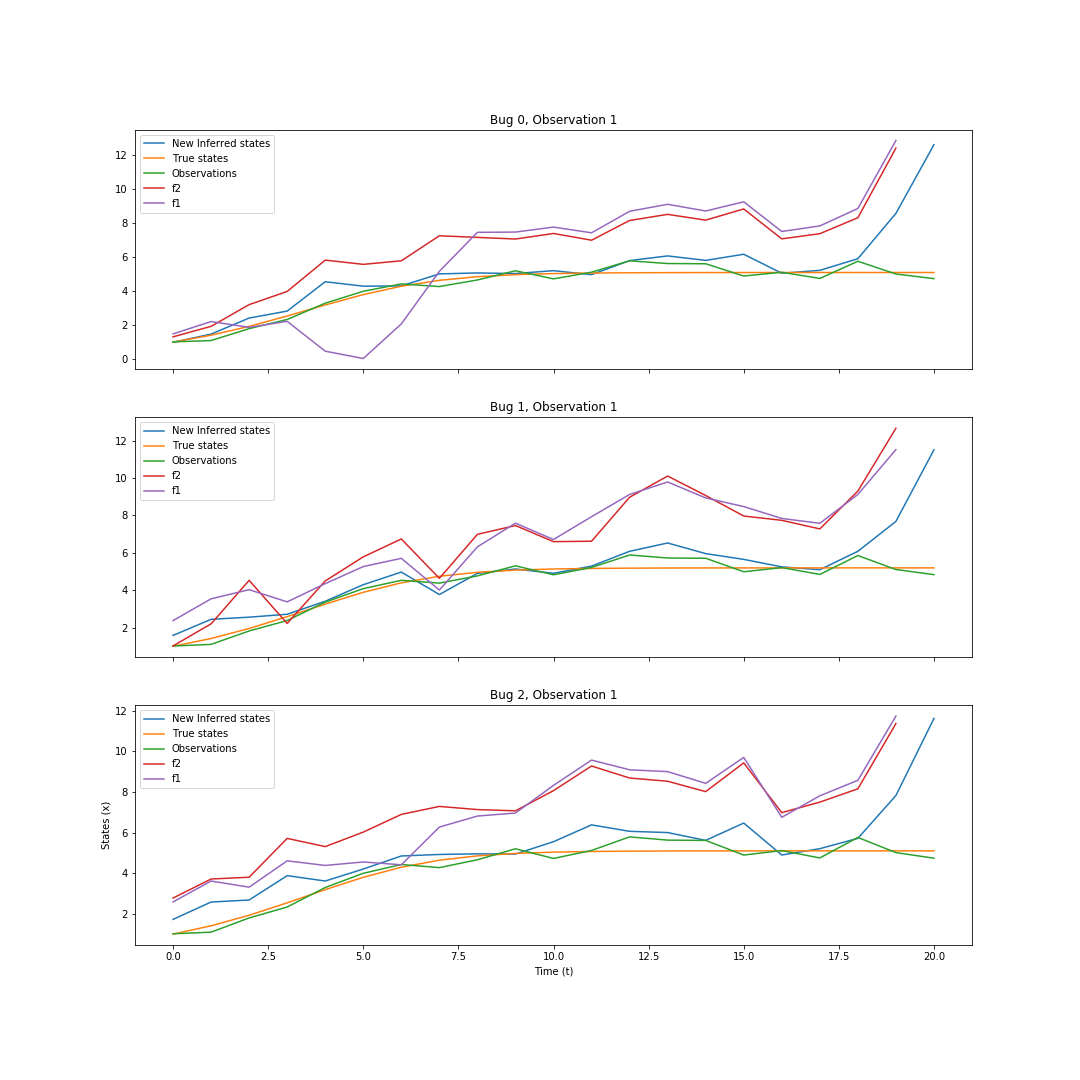 Bug 0, Observation 1
New Inferred states
True states
Observations
f2
f1
12
10
8
6
4
2
0
Bug 1, Observation 1
New Inferred states
True states
Observations
f2
f1
12
10
8
6
4
2
Bug 2, Observation 1
New Inferred states
True states
Observations
f2
f1
12
10
8
6
4
2
States (x)
0.0 2.5 5.0 7.5 10.0 12.5 15.0 17.5 20.0
Time (t)